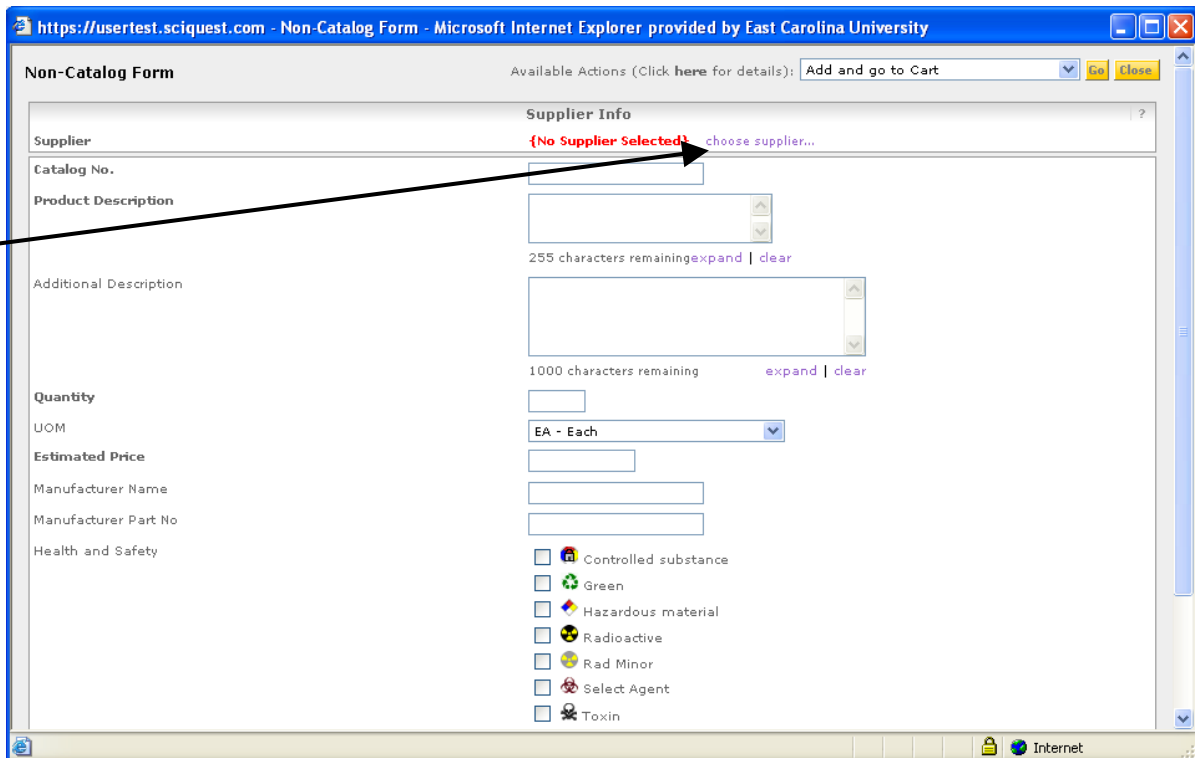 https://usertest.sciquest.com - Non-Catalog Form - Microsoft Internet Explorer provided by East Carolina University
Non-Catalog Form
Available Actions (Click here for details): Add and go to Cart Go Close
Supplier Info ?
Supplier {No Supplier Selected} choose supplier...
Catalog No.
Product Description
255 characters remainingexpand | clear
Additional Description
1000 characters remaining expand | clear
Quantity
UOM EA - Each
Estimated Price
Manufacturer Name
Manufacturer Part No
Health and Safety Controlled substance
Green
Hazardous material
Radioactive
Rad Minor
Select Agent
Toxin
Internet